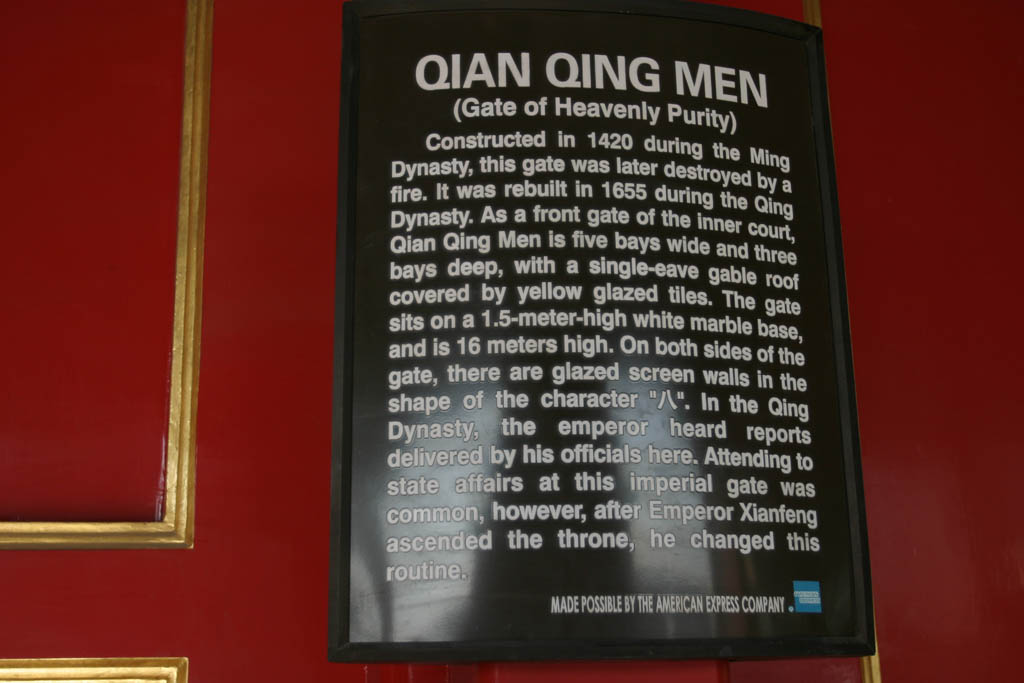 QIAN QING MEN
(Gate of Heavenly Purity)
Constructed in 1420 during the Ming
Dynasty, this gate was later destroyed by a
fire. It was rebuilt in 1655 during the Qing
Dynasty. As a front gate of the inner court,
Qian Qing Men is five bays wide and three
bays deep, with a single-eave gable roof
covered by yellow glazed tiles. The gate
sits on a 1.5-meter-high white marble base,
and is 16 meters high. On both sides of the
gate, there are glazed screen walls in the
shape of the character "八". In the Qing
Dynasty, the emperor heard reports
delivered by his officials here. Attending to
state affairs at this imperial gate was
common, however, after Emperor Xianfeng
ascended the throne, he changed this
routine.
MADE POSSIBLE BY THE AMERICAN EXPRESS COMPANY.